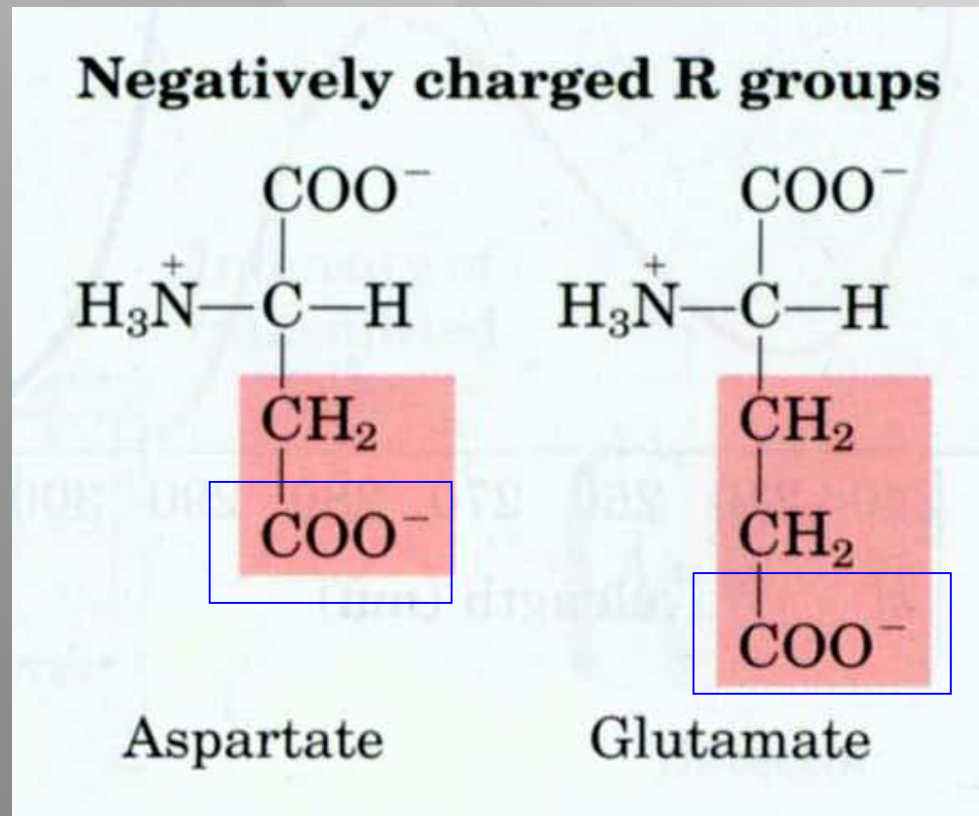 Negatively charged R groups
COO⁻ COO⁻
H₃N⁺—C—H H₃N⁺—C—H
CH₂ CH₂
COO⁻ CH₂
COO⁻
Aspartate Glutamate